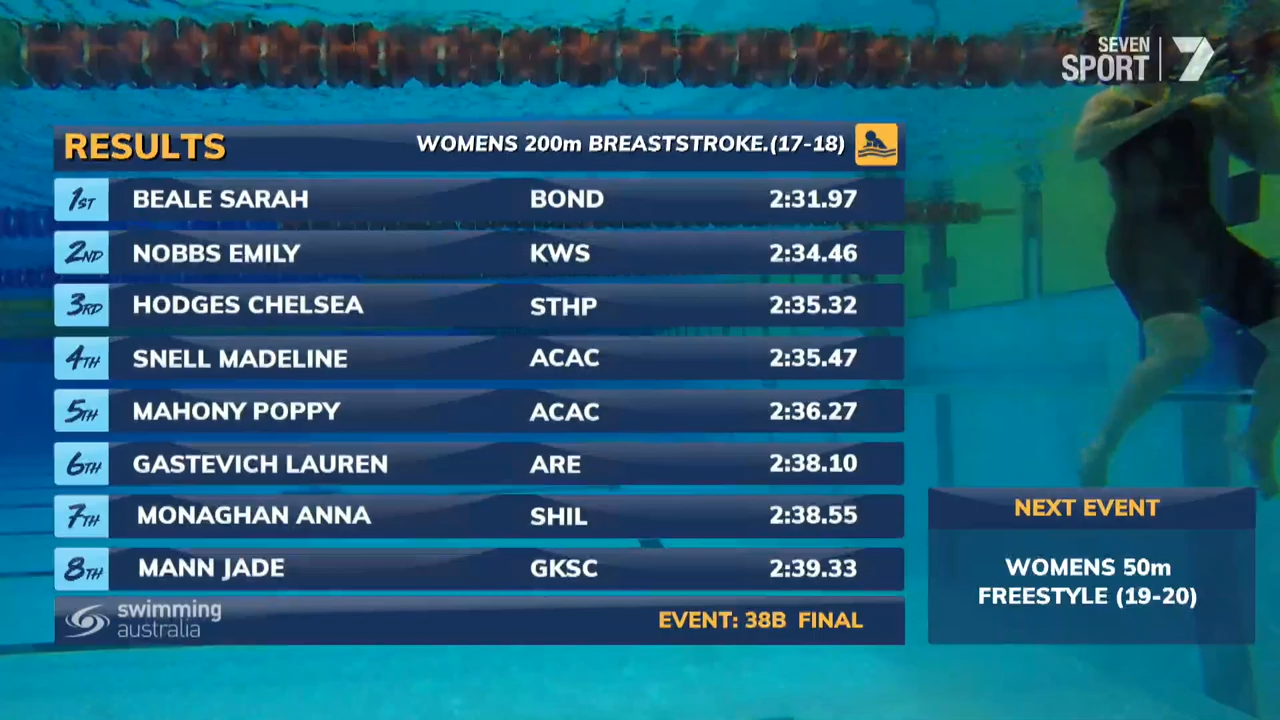 SEVEN
SPORT 7
RESULTS WOMENS 200m BREASTSTROKE.(17-18)
1ST BEALE SARAH BOND 2:31.97
2ND NOBBS EMILY KWS 2:34.46
3RD HODGES CHELSEA STHP 2:35.32
4TH SNELL MADELINE ACAC 2:35.47
5TH MAHONY POPPY ACAC 2:36.27
6TH GASTEVICH LAUREN ARE 2:38.10
7TH MONAGHAN ANNA SHIL 2:38.55
8TH MANN JADE GKSC 2:39.33
swimming
australia
EVENT: 38B FINAL
NEXT EVENT
WOMENS 50m
FREESTYLE (19-20)